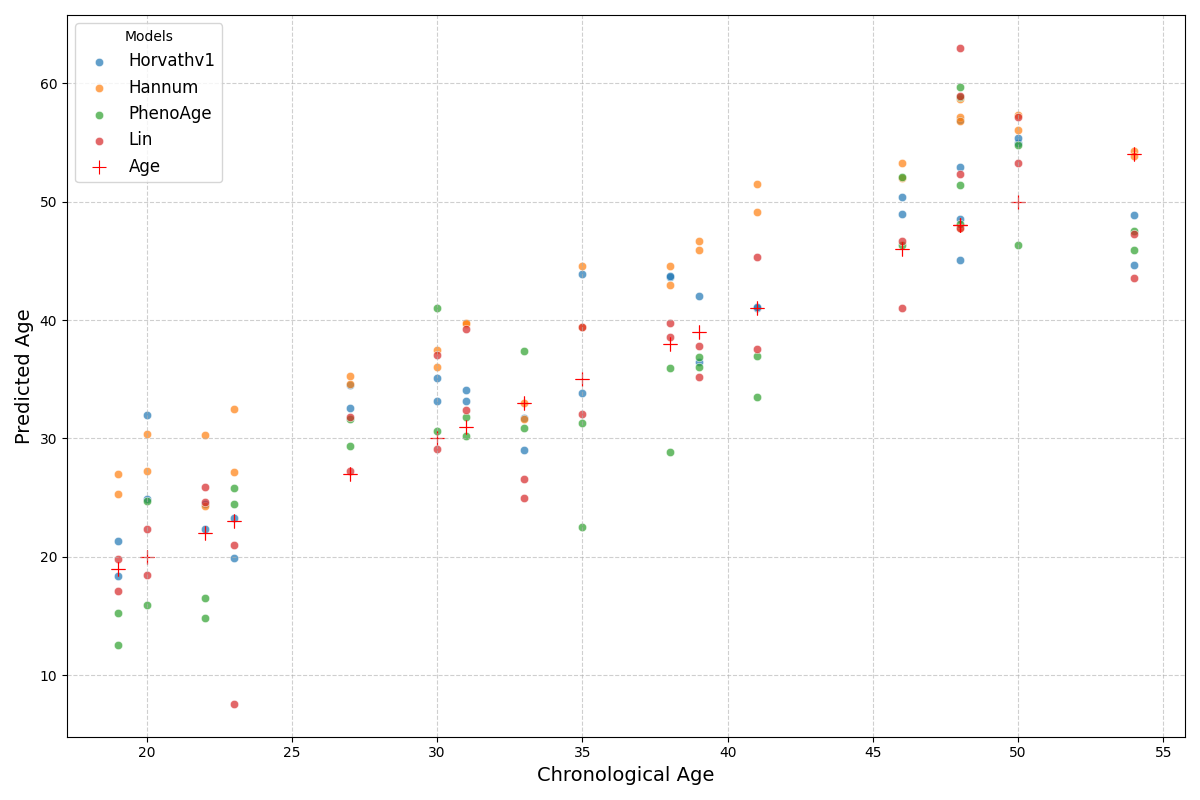 Models
Horvathv1
Hannum
PhenoAge
Lin
Age
Predicted Age
60
50
40
30
20
10
20 25 30 35 40 45 50 55
Chronological Age